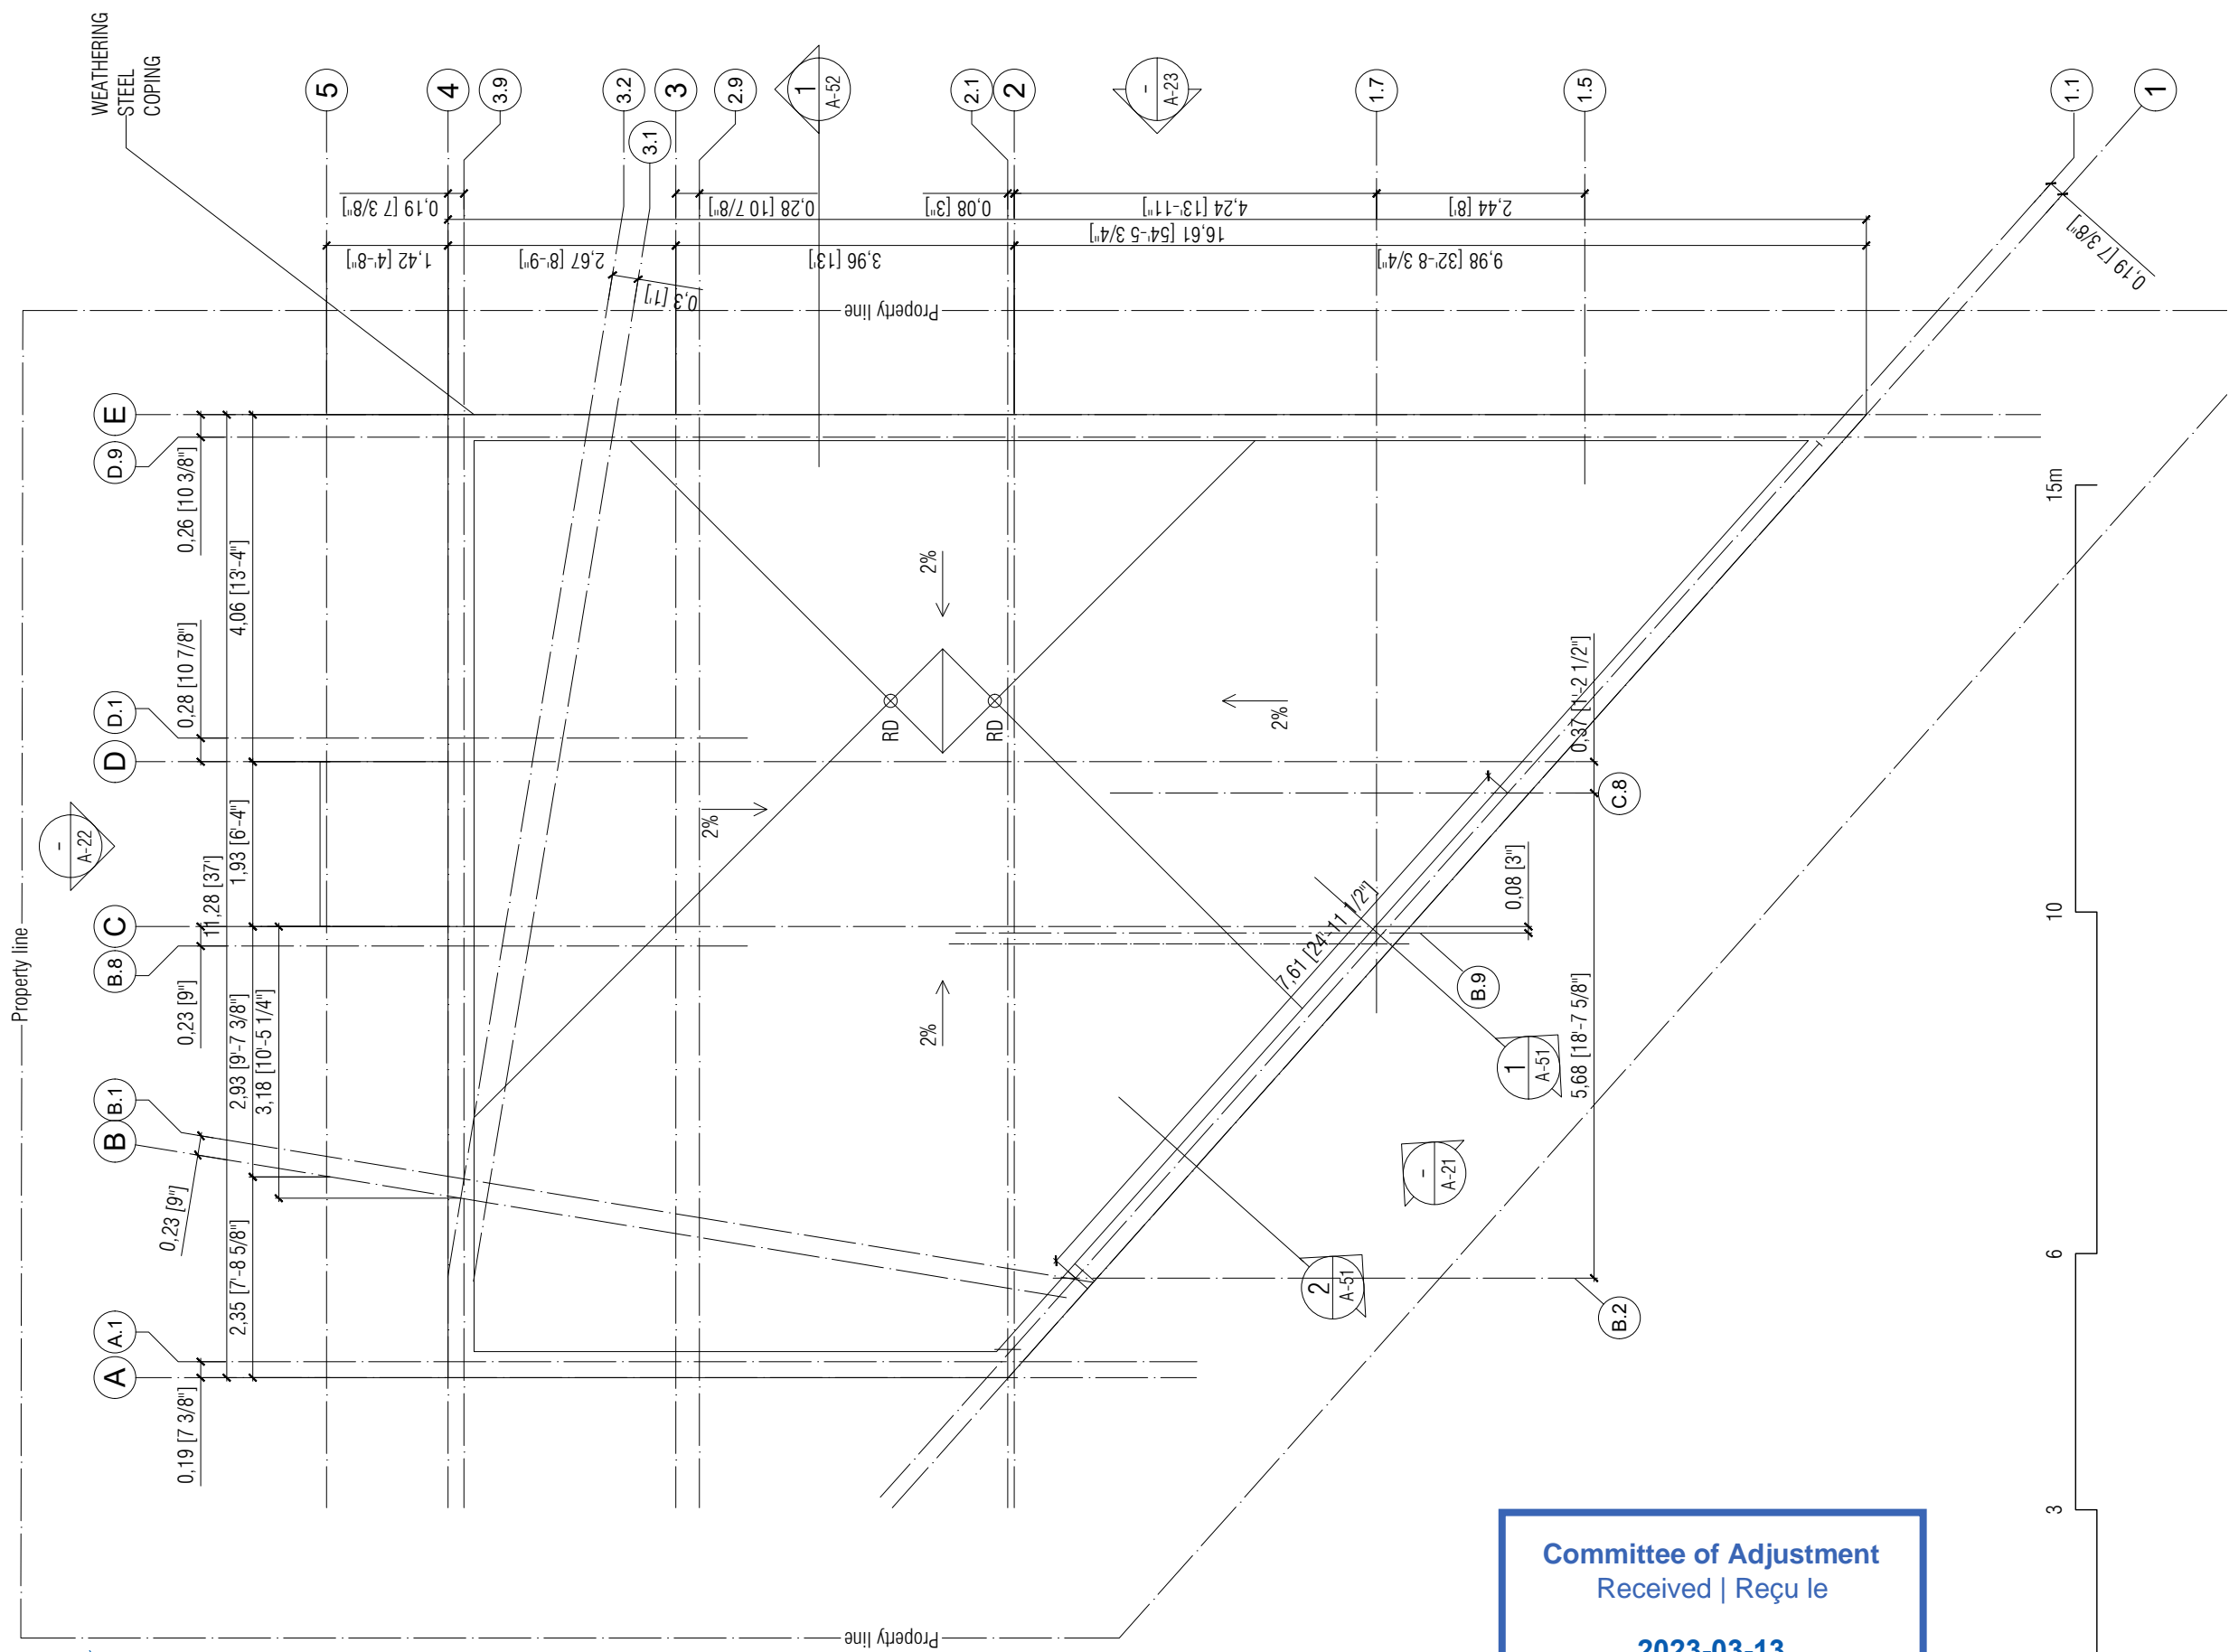 WEATHERING
STEEL
COPING
5
4
3.9
3.2
3.1
3
2.9
1
A-52
2.1
2
-
A-23
1.7
1.5
1.1
1
0,19 [7 3/8"]
0,28 [10 7/8"]
0,08 [3"]
4,24 [13'-11"]
2,44 [8']
16,61 [54'-5 3/4"]
1,42 [4'-8"]
2,67 [8'-9"]
3,96 [13']
9,98 [32'-8 3/4"]
0,3 [1']
0,19 [7 3/8"]
Property line
E
D.9
0,26 [10 3/8"]
4,06 [13'-4"]
D.1
D
0,28 [10 7/8"]
-
A-22
1,93 [6'-4"]
11,28 [37']
C
B.8
0,23 [9"]
2,93 [9'-7 3/8"]
3,18 [10'-5 1/4"]
B.1
B
0,23 [9"]
2,35 [7'-8 5/8"]
A.1
A
0,19 [7 3/8"]
Property line
2%
RD
RD
2%
2%
2%
0,37 [1'-2 1/2"]
C.8
0,08 [3"]
7,61 [24'-11 1/2"]
B.9
1
A-51
5,68 [18'-7 5/8"]
-
A-21
2
A-51
B.2
15m
10
6
3
Property line
Committee of Adjustment
Received | Reçu le
2023-03-13